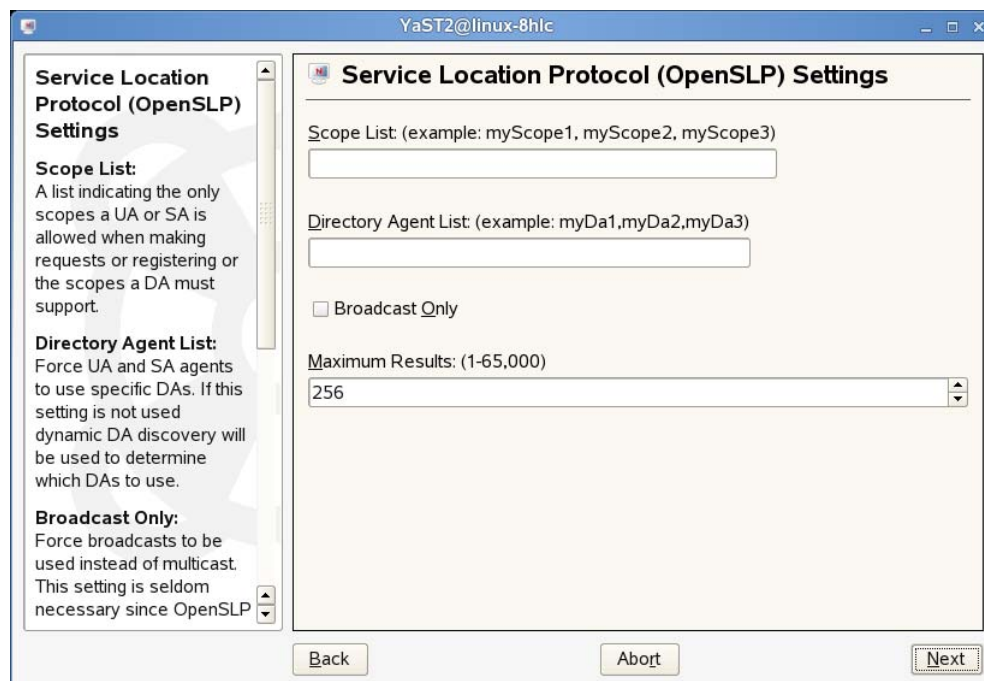 YaST2@linux-8hlc
Service Location
Protocol (OpenSLP)
Settings
Scope List:
A list indicating the only
scopes a UA or SA is
allowed when making
requests or registering or
the scopes a DA must
support.
Directory Agent List:
Force UA and SA agents
to use specific DAs. If this
setting is not used
dynamic DA discovery will
be used to determine
which DAs to use.
Broadcast Only:
Force broadcasts to be
used instead of multicast.
This setting is seldom
necessary since OpenSLP
Service Location Protocol (OpenSLP) Settings
Scope List: (example: myScope1, myScope2, myScope3)
Directory Agent List: (example: myDa1,myDa2,myDa3)
Broadcast Only
Maximum Results: (1-65,000)
256
Back
Abort
Next